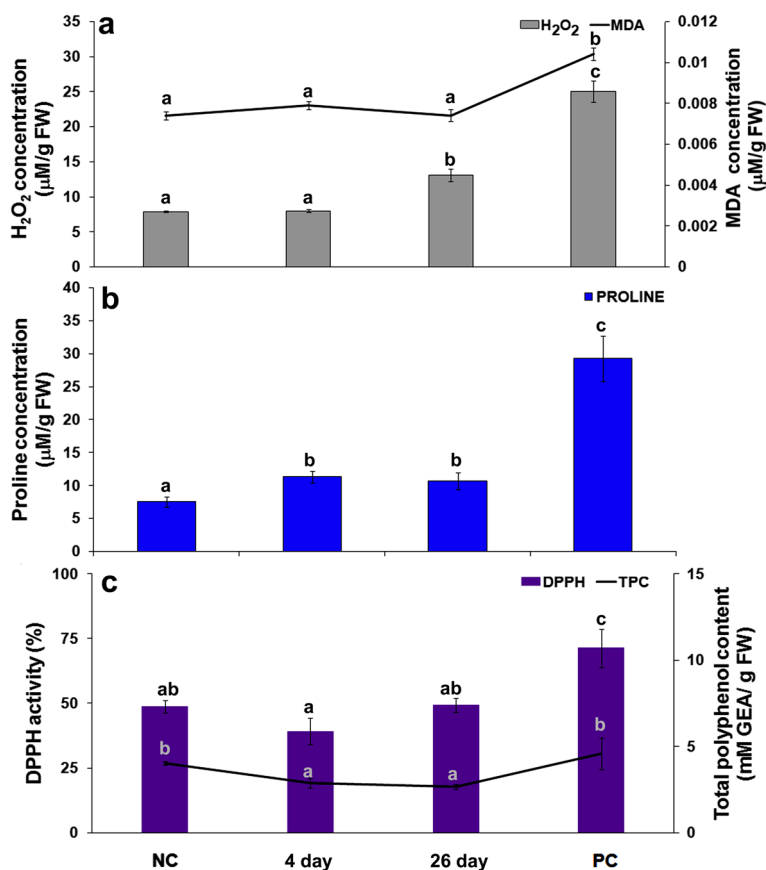 a
H₂O₂ MDA
H₂O₂ concentration
(µM/g FW)
35
30
25
20
15
10
5
0
a
a
a
b
a
a
b
c
0.012
0.01
0.008
0.006
0.004
0.002
0
MDA concentration
(µM/g FW)
b
PROLINE
Proline concentration
(µM/g FW)
40
35
30
25
20
15
10
5
0
a
b
b
c
c
DPPH TPC
DPPH activity (%)
100
75
50
25
0
ab
a
ab
c
b
a
a
b
15
10
5
0
Total polyphenol content
(mM GEA/ g FW)
NC 4 day 26 day PC